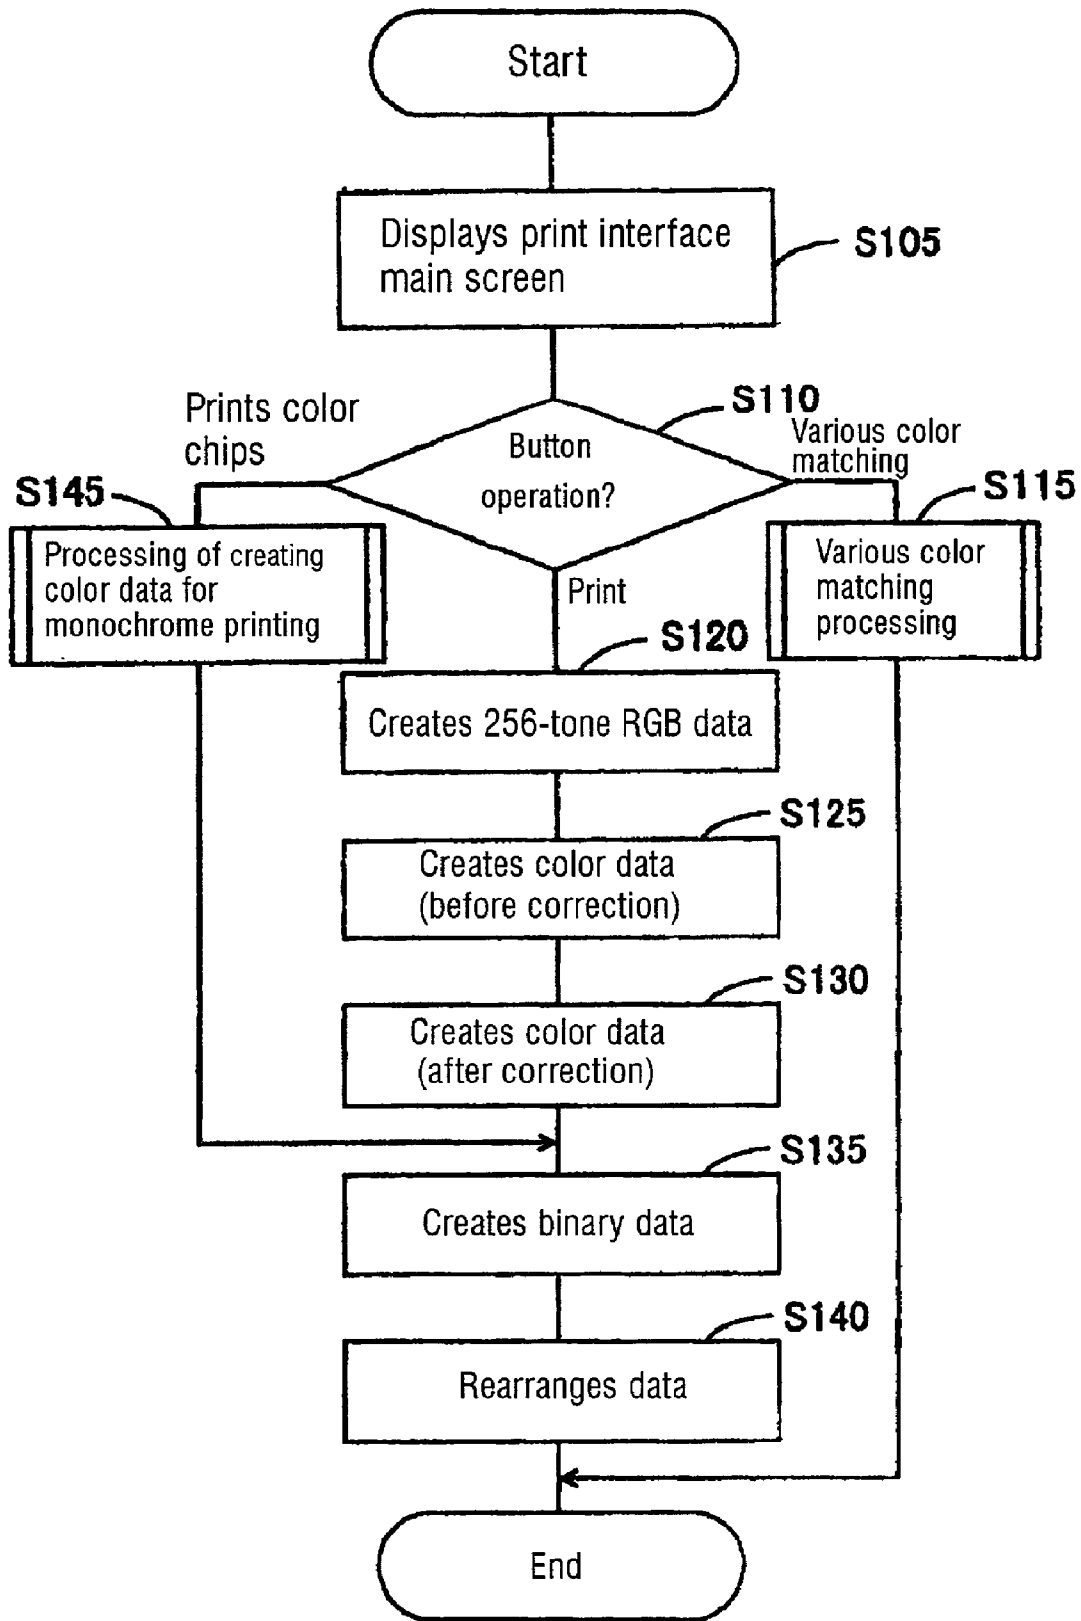 Start
Displays print interface
main screen
S105
S110
Button
operation?
Prints color
chips
Various color
matching
S145
Processing of creating
color data for
monochrome printing
S115
Various color
matching
processing
Print
S120
Creates 256-tone RGB data
S125
Creates color data
(before correction)
S130
Creates color data
(after correction)
S135
Creates binary data
S140
Rearranges data
End